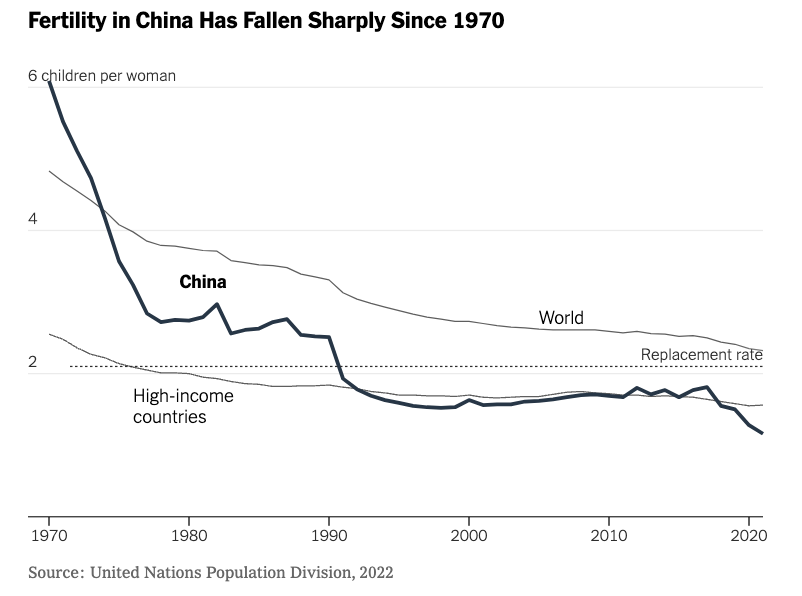 Fertility in China Has Fallen Sharply Since 1970
6 children per woman
4
China
World
Replacement rate
2
High-income
countries
1970 1980 1990 2000 2010 2020
Source: United Nations Population Division, 2022